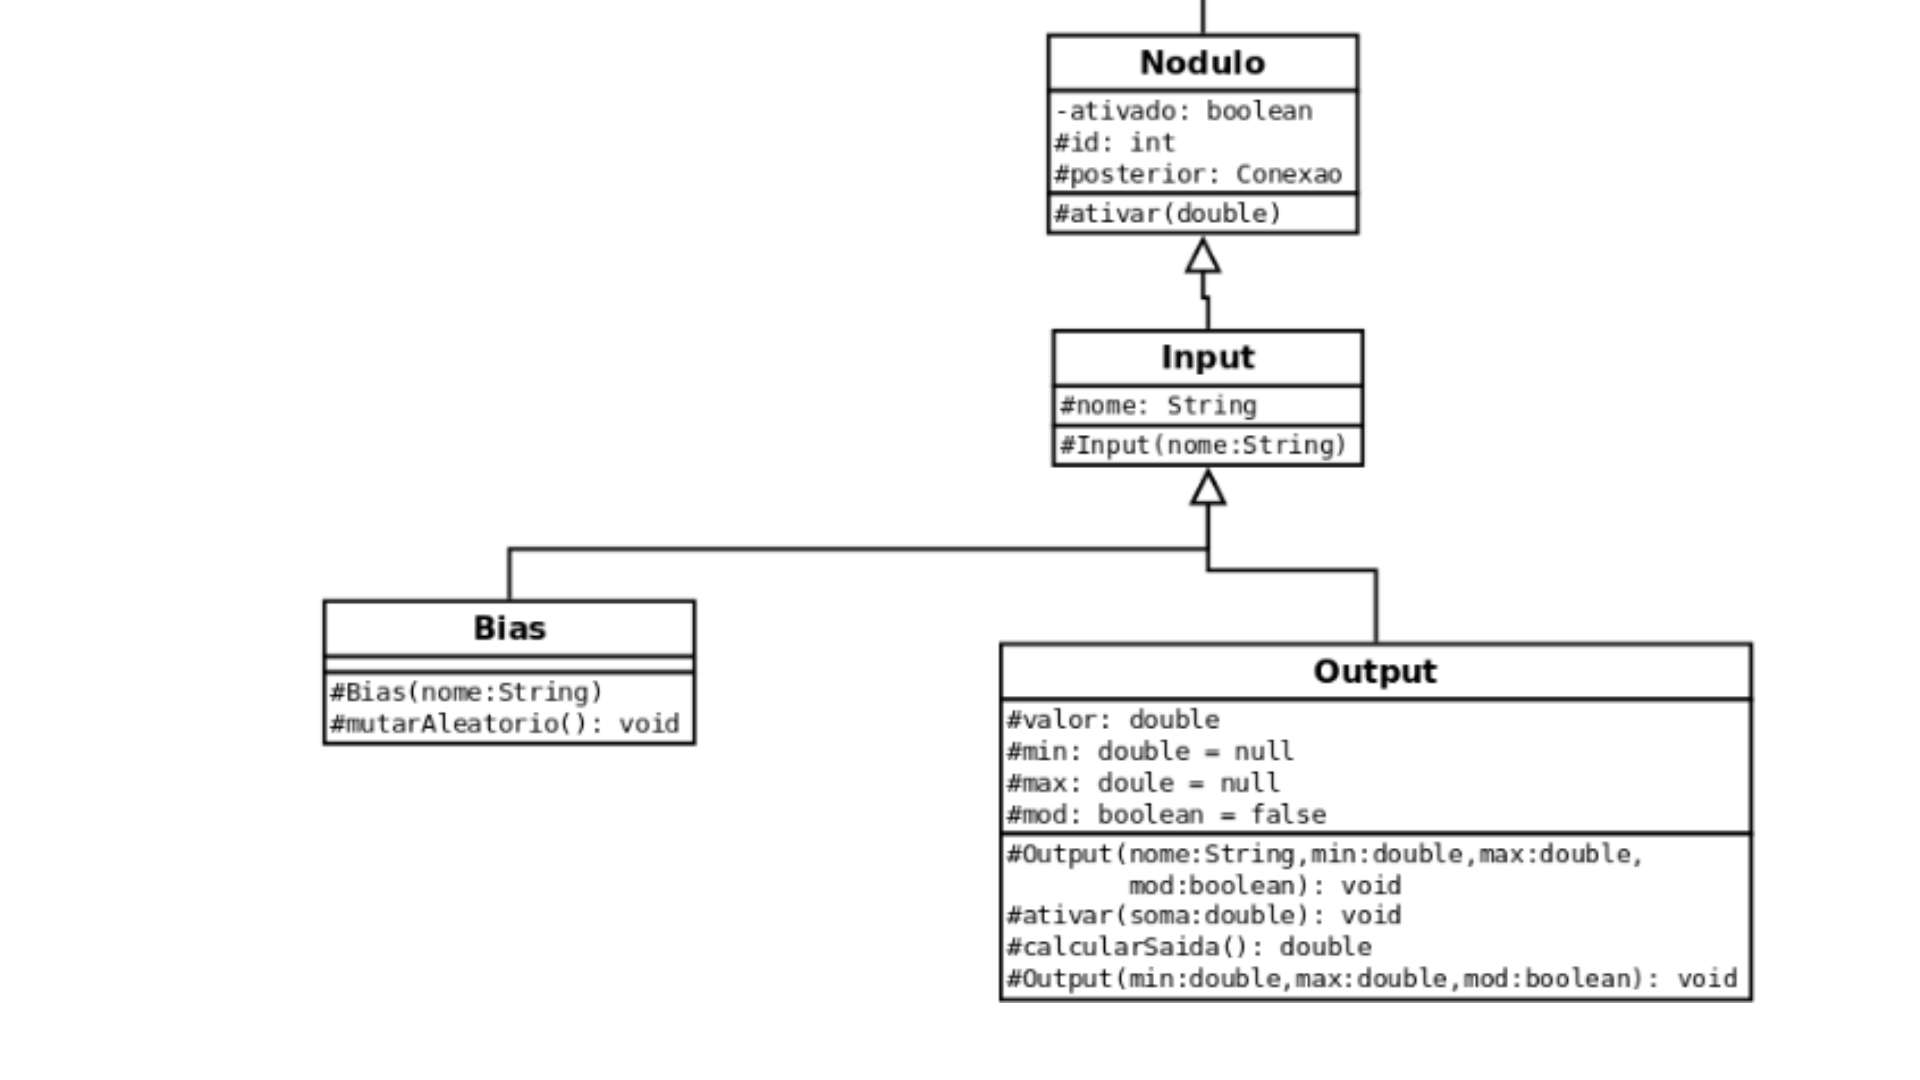 Nodulo
-ativado: boolean
#id: int
#posterior: Conexao
#ativar(double)
Input
#nome: String
#Input(nome:String)
Bias
#Bias(nome:String)
#mutarAleatorio(): void
Output
#valor: double
#min: double = null
#max: doule = null
#mod: boolean = false
#Output(nome:String,min:double,max:double,
mod:boolean): void
#ativar(soma:double): void
#calcularSaida(): double
#Output(min:double,max:double,mod:boolean): void